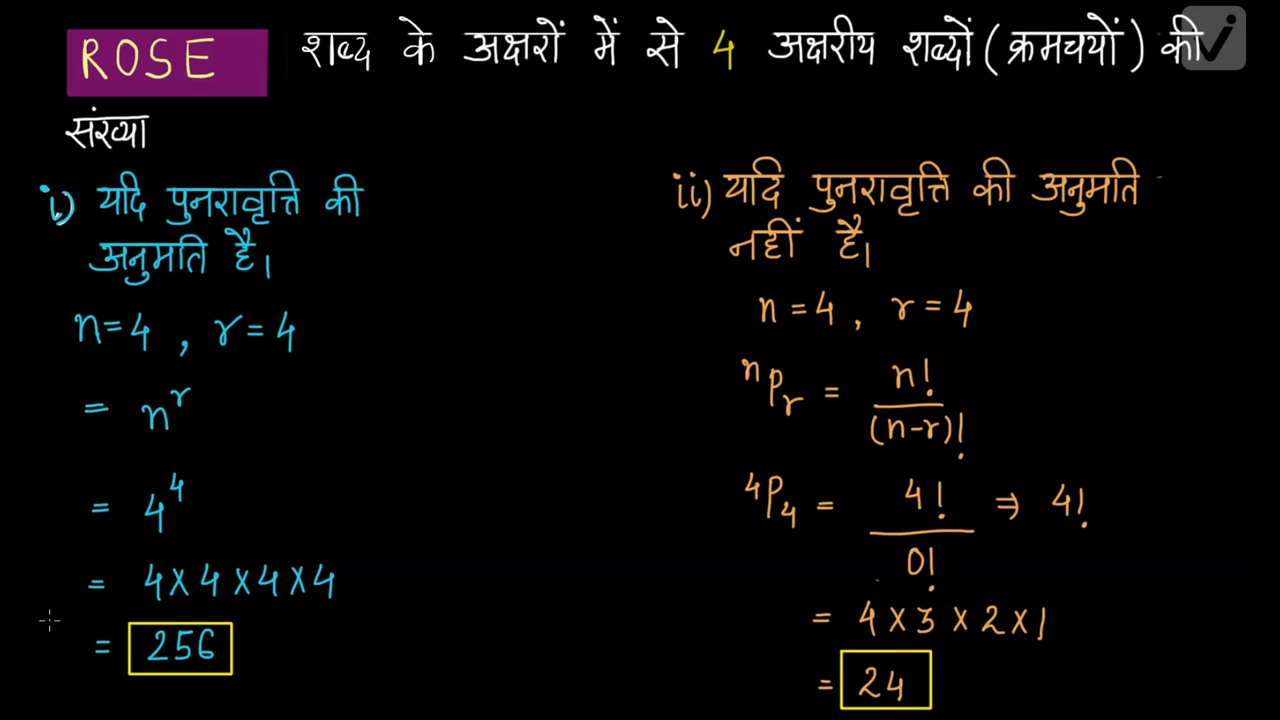 ROSE शब्द के अक्षरों में से 4 अक्षरीय शब्दों (क्रमचयों) की
संख्या
i) यदि पुनरावृत्ति की
अनुमति है।
n=4, r=4
= nʳ
= 4⁴
= 4×4×4×4
= 256
ii) यदि पुनरावृत्ति की अनुमति
नहीं है।
n=4, r=4
ⁿPᵣ = n!/(n-r)!
⁴P₄ = 4!/0! ⇒ 4!
= 4×3×2×1
= 24